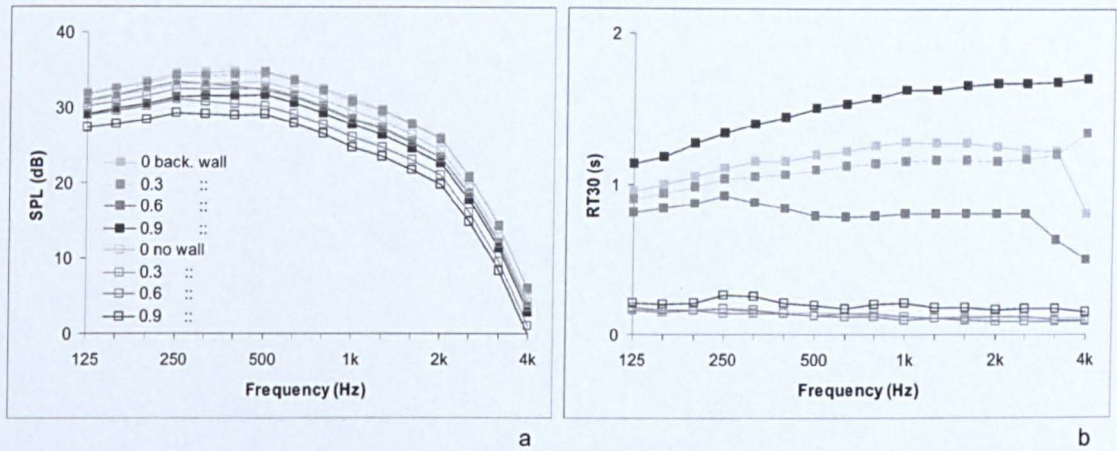 40
30
20
10
0
SPL (dB)
0 back. wall
0.3 ::
0.6 ::
0.9 ::
0 no wall
0.3 ::
0.6 ::
0.9 ::
125 250 500 1k 2k 4k
Frequency (Hz)
a
2
1
0
RT30 (s)
125 250 500 1k 2k 4k
Frequency (Hz)
b